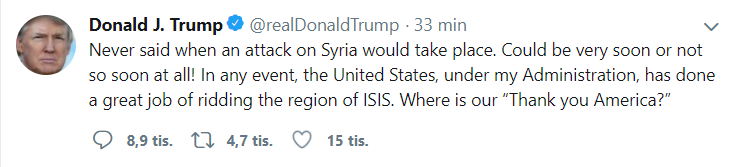 Donald J. Trump @realDonaldTrump · 33 min
Never said when an attack on Syria would take place. Could be very soon or not
so soon at all! In any event, the United States, under my Administration, has done
a great job of ridding the region of ISIS. Where is our “Thank you America?”
8,9 tis. 4,7 tis. 15 tis.